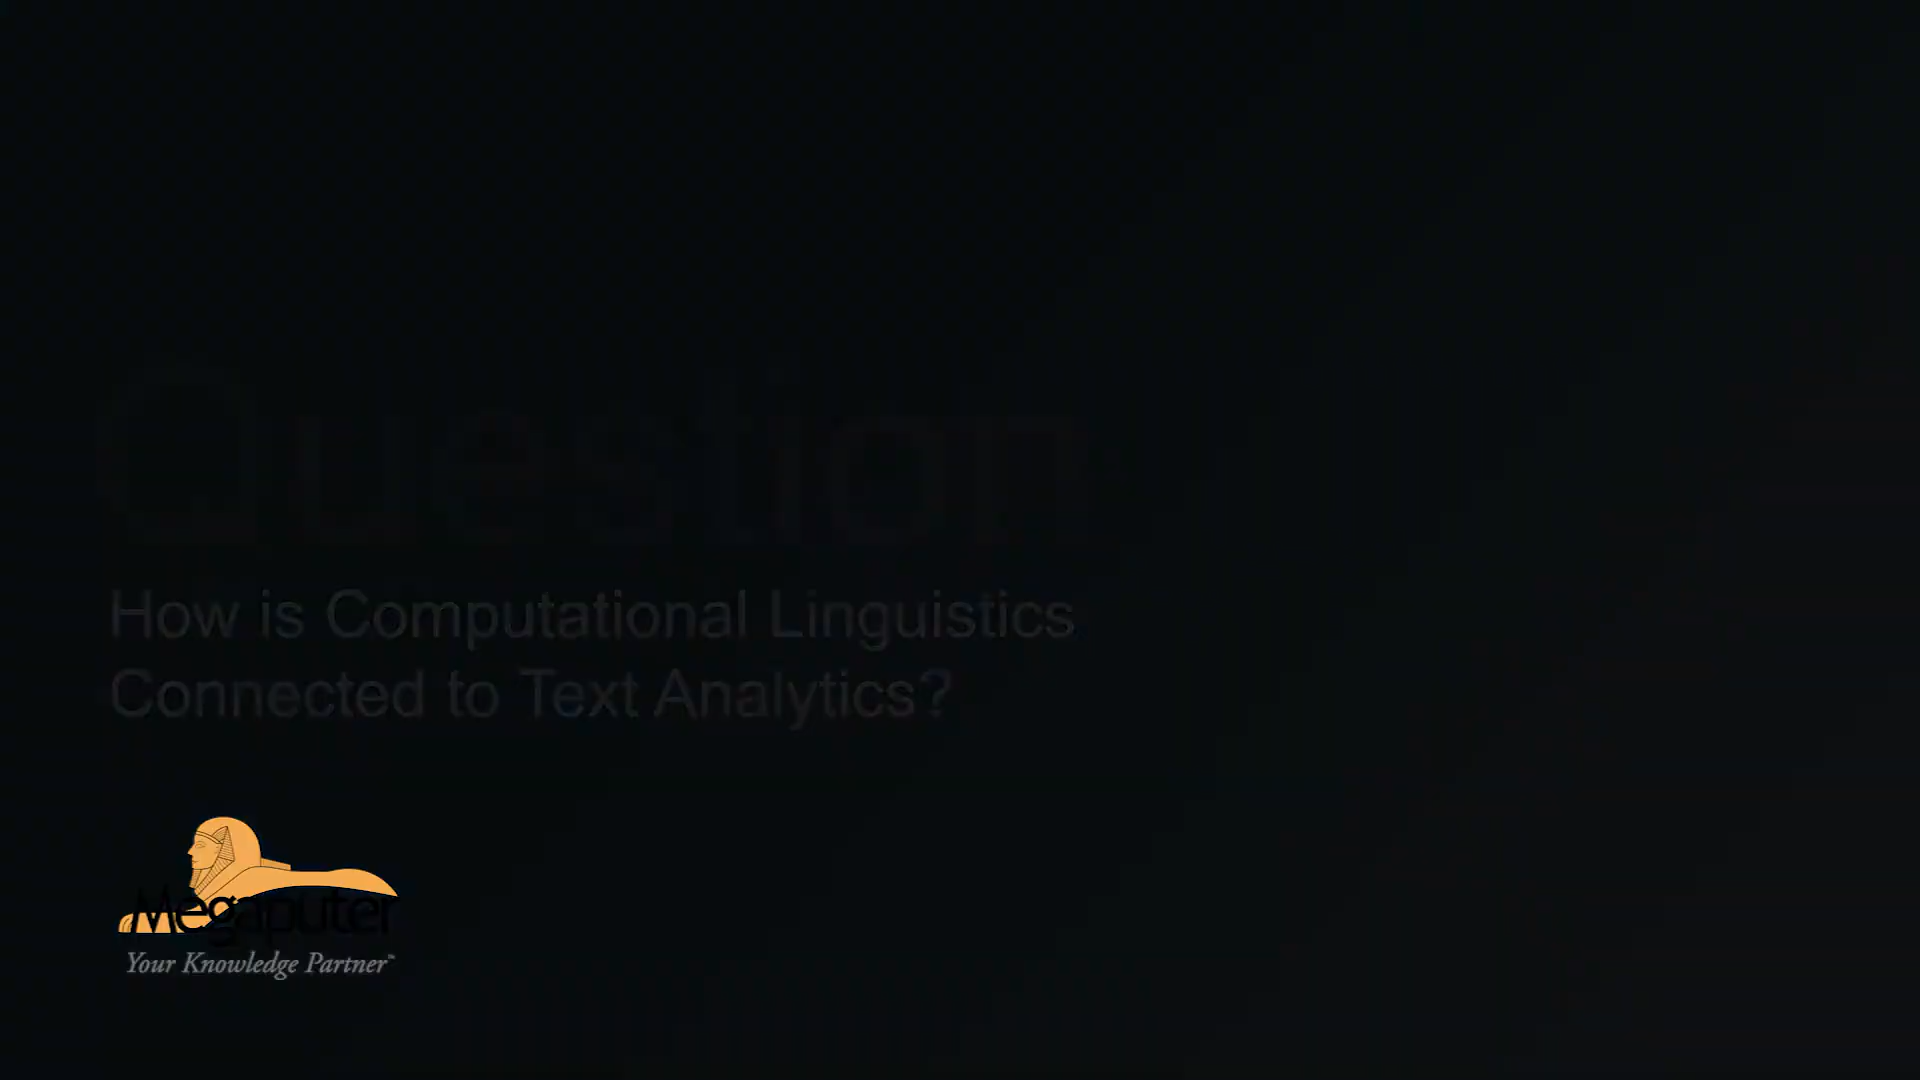 Question
How is Computational Linguistics
Connected to Text Analytics?
Megaputer
Your Knowledge Partner™